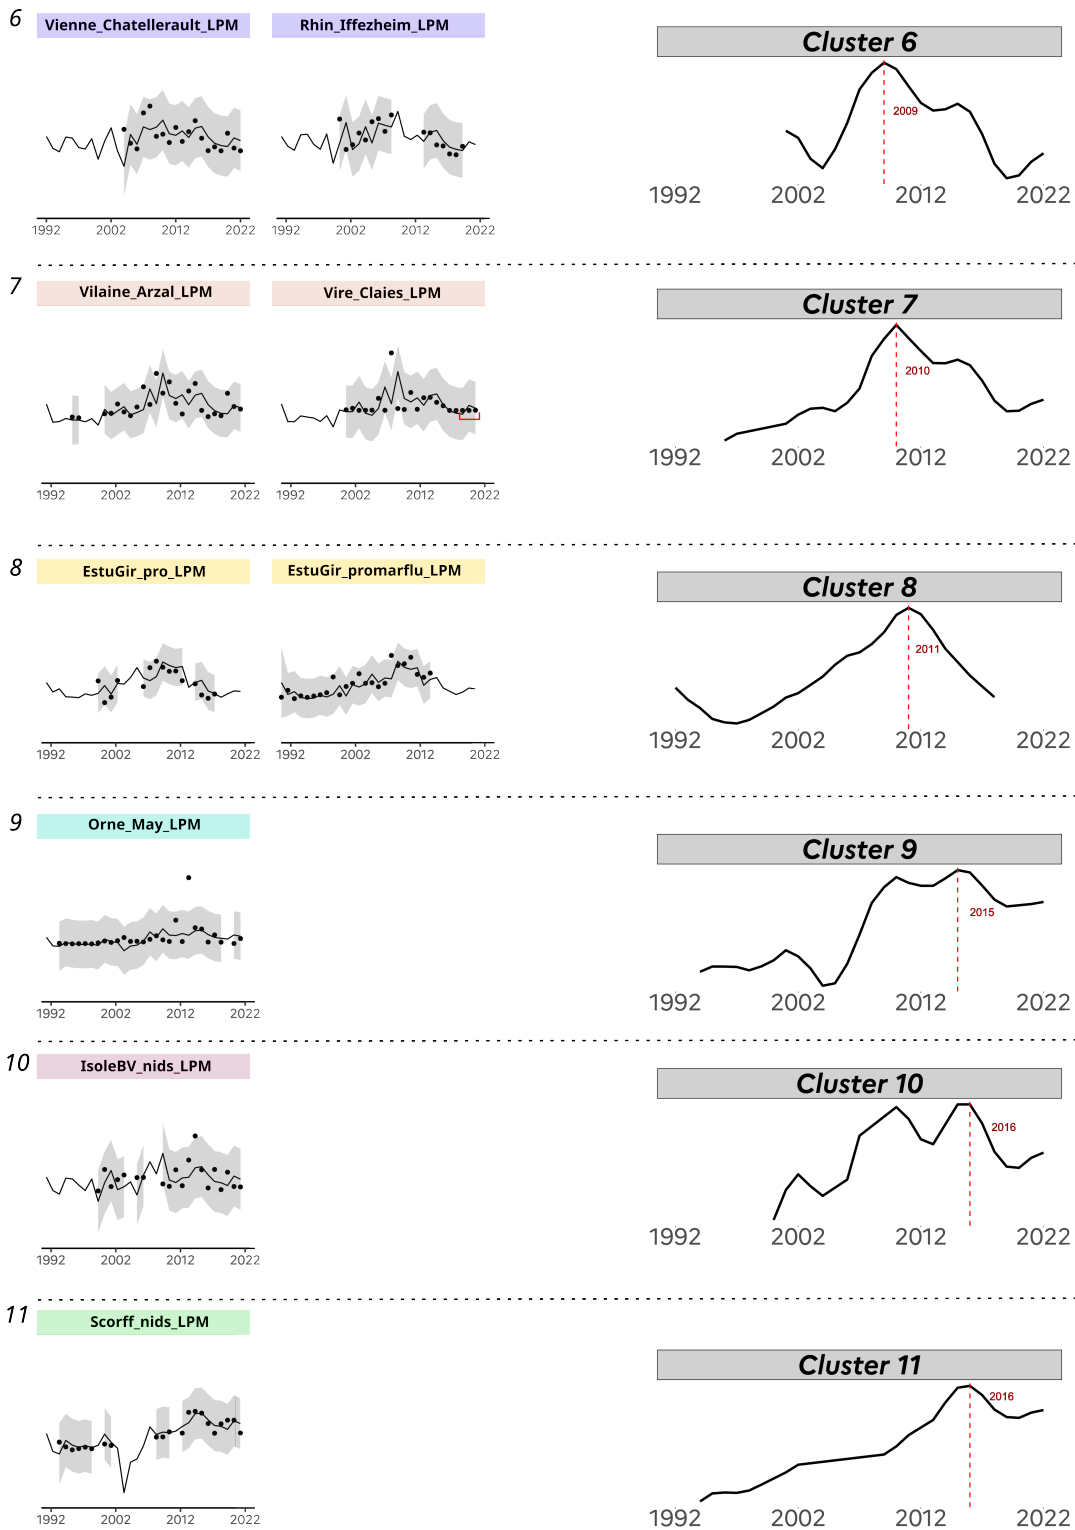 6
Vienne_Chatellerault_LPM
Rhin_Iffezheim_LPM
Cluster 6
2009
1992 2002 2012 2022
1992 2002 2012 2022
1992 2002 2012 2022
7
Vilaine_Arzal_LPM
Vire_Claies_LPM
Cluster 7
2010
1992 2002 2012 2022
1992 2002 2012 2022
1992 2002 2012 2022
8
EstuGir_pro_LPM
EstuGir_promarflu_LPM
Cluster 8
2011
1992 2002 2012 2022
1992 2002 2012 2022
1992 2002 2012 2022
9
Orne_May_LPM
Cluster 9
2015
1992 2002 2012 2022
1992 2002 2012 2022
10
IsoleBV_nids_LPM
Cluster 10
2016
1992 2002 2012 2022
1992 2002 2012 2022
11
Scorff_nids_LPM
Cluster 11
2016
1992 2002 2012 2022
1992 2002 2012 2022